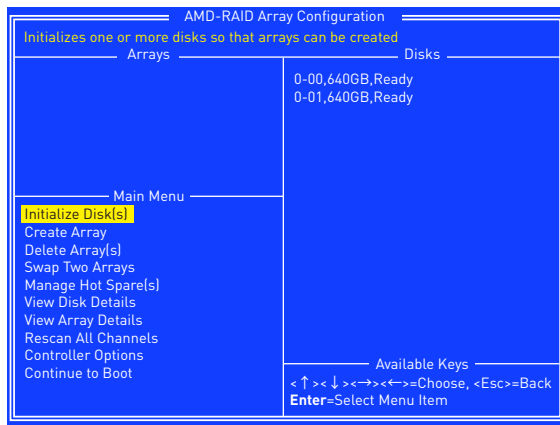 AMD-RAID Array Configuration
Initializes one or more disks so that arrays can be created
Arrays
Disks
0-00,640GB,Ready
0-01,640GB,Ready
Main Menu
Initialize Disk(s)
Create Array
Delete Array(s)
Swap Two Arrays
Manage Hot Spare(s)
View Disk Details
View Array Details
Rescan All Channels
Controller Options
Continue to Boot
Available Keys
<↑><↓><→><←>=Choose, <Esc>=Back
Enter=Select Menu Item